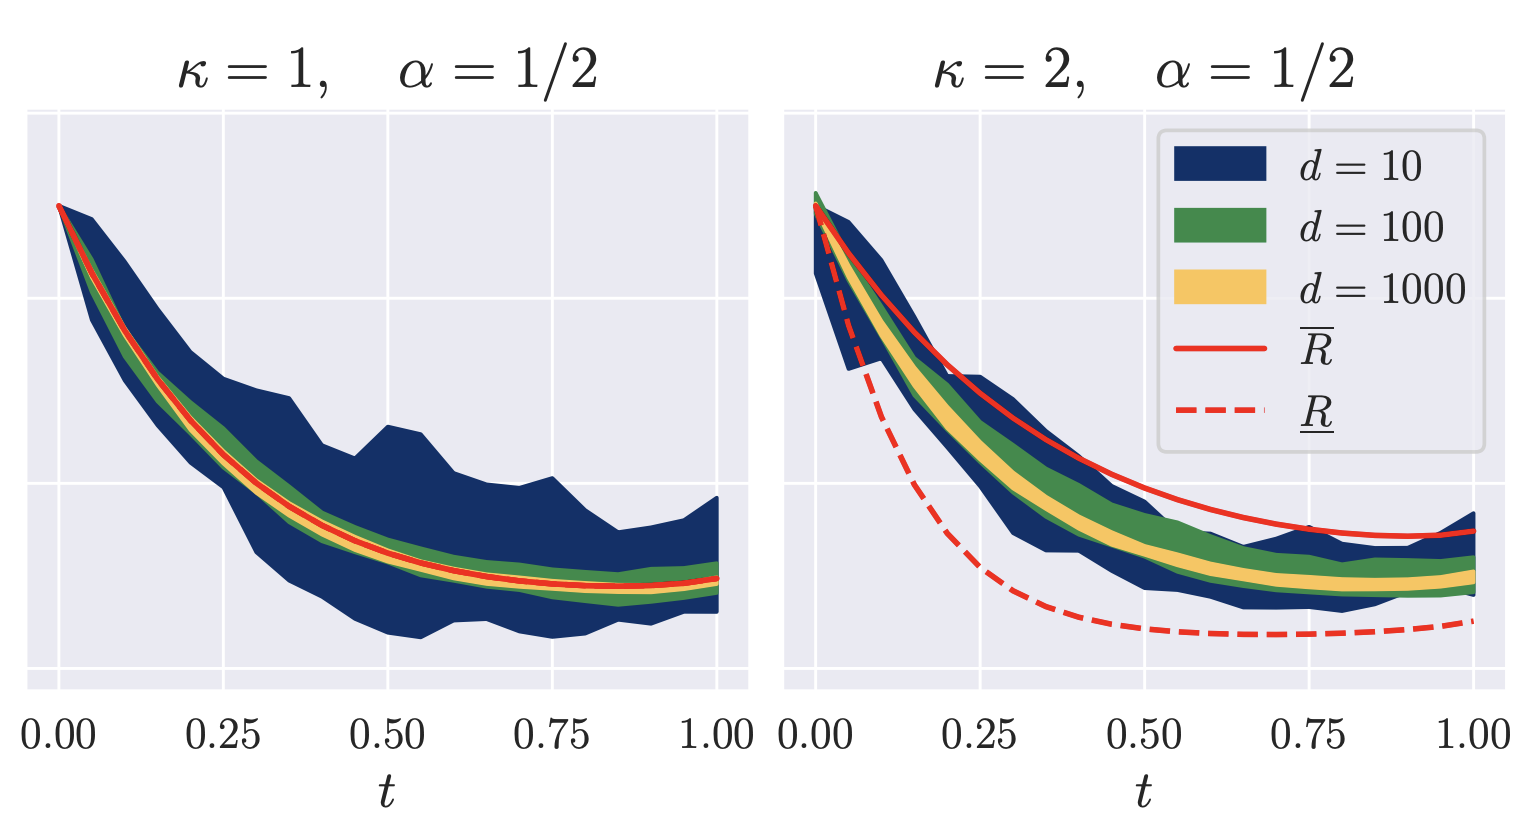 κ = 1, α = 1/2
κ = 2, α = 1/2
d = 10
d = 100
d = 1000
R̅
R̲
0.00 0.25 0.50 0.75 1.00
0.00 0.25 0.50 0.75 1.00
t
t